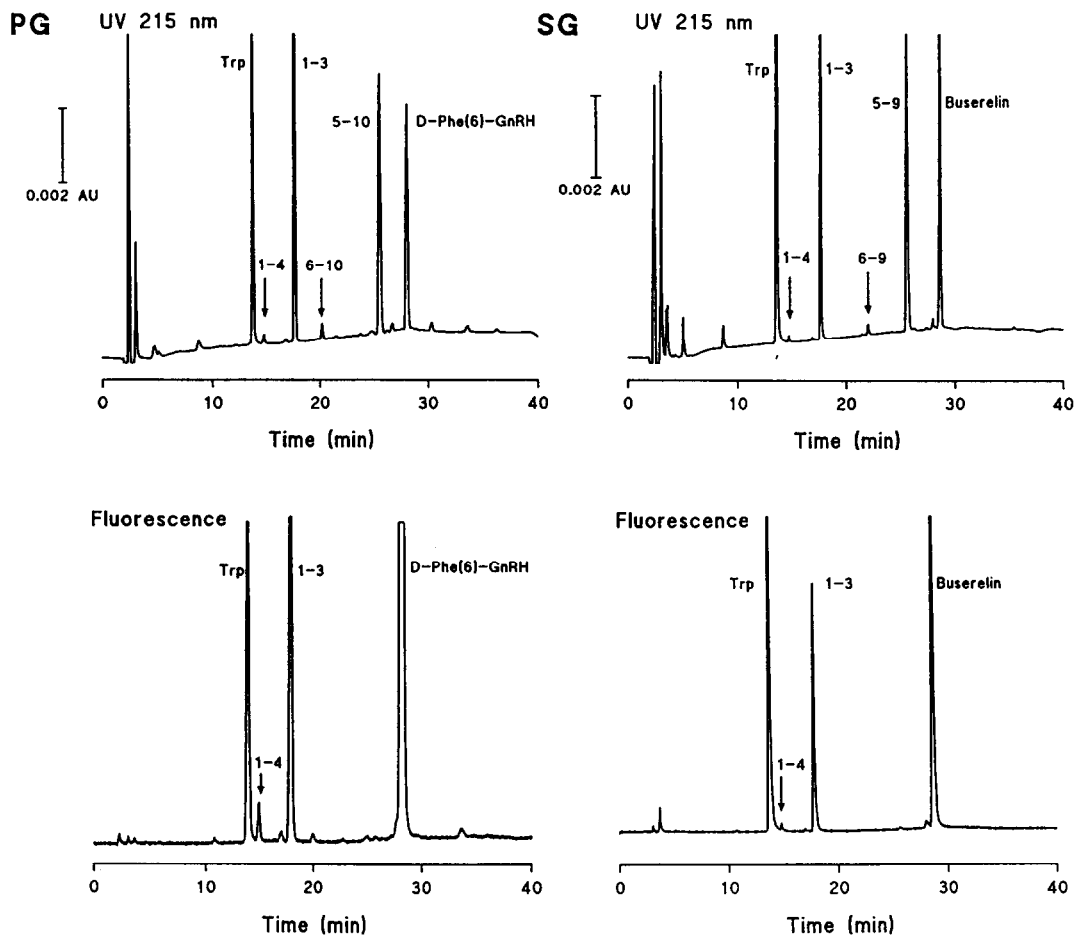 PG UV 215 nm
Trp
1-3
5-10
D-Phe(6)-GnRH
0.002 AU
1-4
6-10
0 10 20 30 40
Time (min)
SG UV 215 nm
Trp
1-3
5-9
Buserelin
0.002 AU
1-4
6-9
0 10 20 30 40
Time (min)
Fluorescence
Trp
1-3
D-Phe(6)-GnRH
1-4
0 10 20 30 40
Time (min)
Fluorescence
Trp
1-3
Buserelin
1-4
0 10 20 30 40
Time (min)